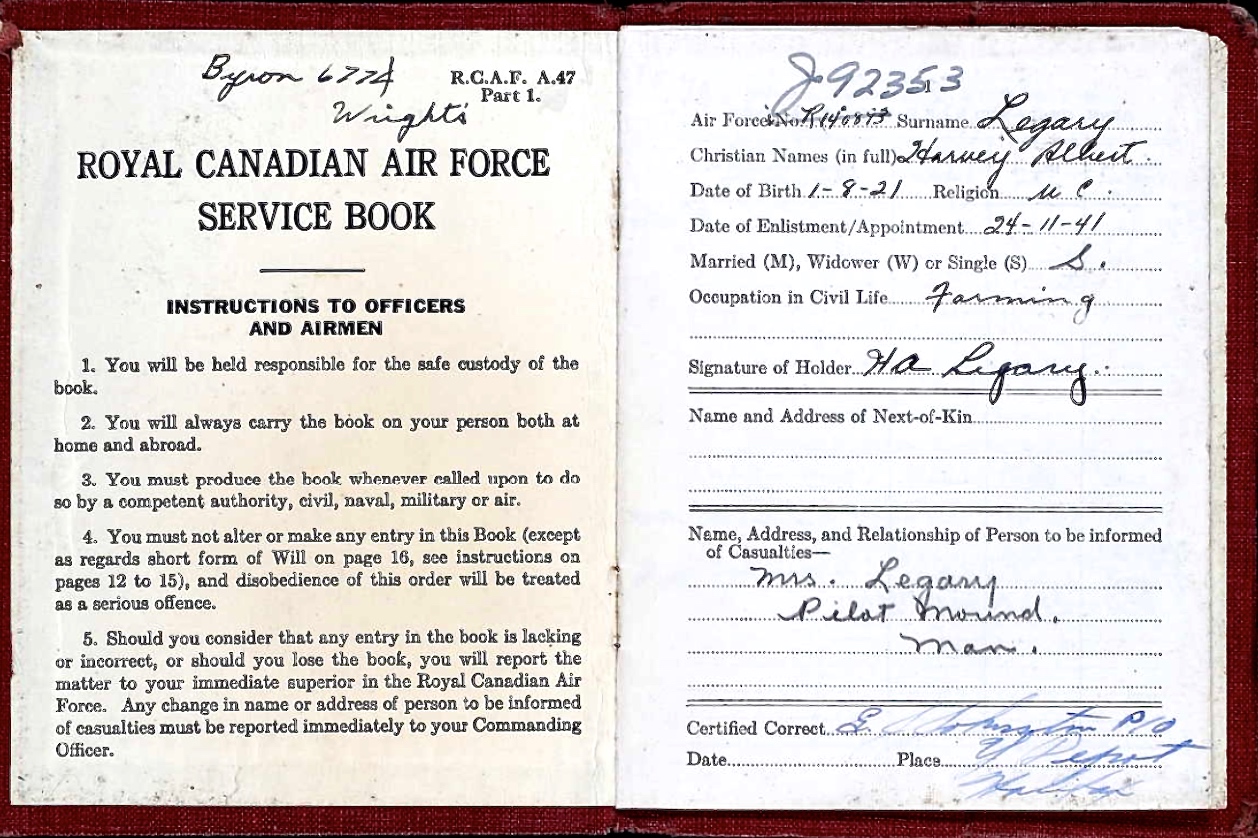 Byron 6774
R.C.A.F. A.47
Part 1.
Wright's
ROYAL CANADIAN AIR FORCE
SERVICE BOOK
INSTRUCTIONS TO OFFICERS
AND AIRMEN
1. You will be held responsible for the safe custody of the
book.
2. You will always carry the book on your person both at
home and abroad.
3. You must produce the book whenever called upon to do
so by a competent authority, civil, naval, military or air.
4. You must not alter or make any entry in this Book (except
as regards short form of Will on page 16, see instructions on
pages 12 to 15), and disobedience of this order will be treated
as a serious offence.
5. Should you consider that any entry in the book is lacking
or incorrect, or should you lose the book, you will report the
matter to your immediate superior in the Royal Canadian Air
Force. Any change in name or address of person to be informed
of casualties must be reported immediately to your Commanding
Officer.
J92353
Air Force No. Surname Legary
Christian Names (in full) Harvey Albert.
Date of Birth 1-8-21 Religion U C.
Date of Enlistment/Appointment 24-11-41
Married (M), Widower (W) or Single (S) S.
Occupation in Civil Life Farming
Signature of Holder HA Legary.
Name and Address of Next-of-Kin
Name, Address, and Relationship of Person to be informed
of Casualties—
Mrs. Legary
Pilot Mound.
Man.
Certified Correct E. P/O
Date Place Y Depot
Halifax